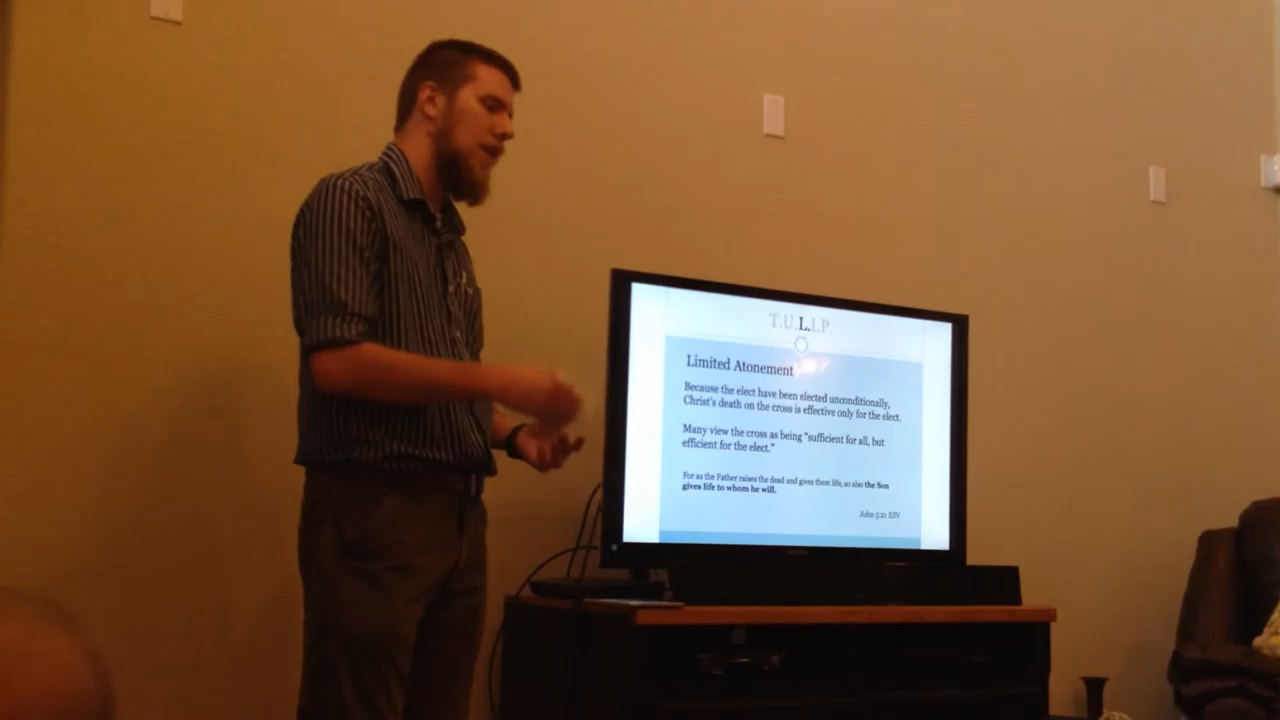 T.U.L.I.P.
Limited Atonement
Because the elect have been elected unconditionally,
Christ's death on the cross is effective only for the elect.
Many view the cross as being "sufficient for all, but
efficient for the elect."
For as the Father raises the dead and gives them life, so also the Son
gives life to whom he will.
John 5:21 ESV